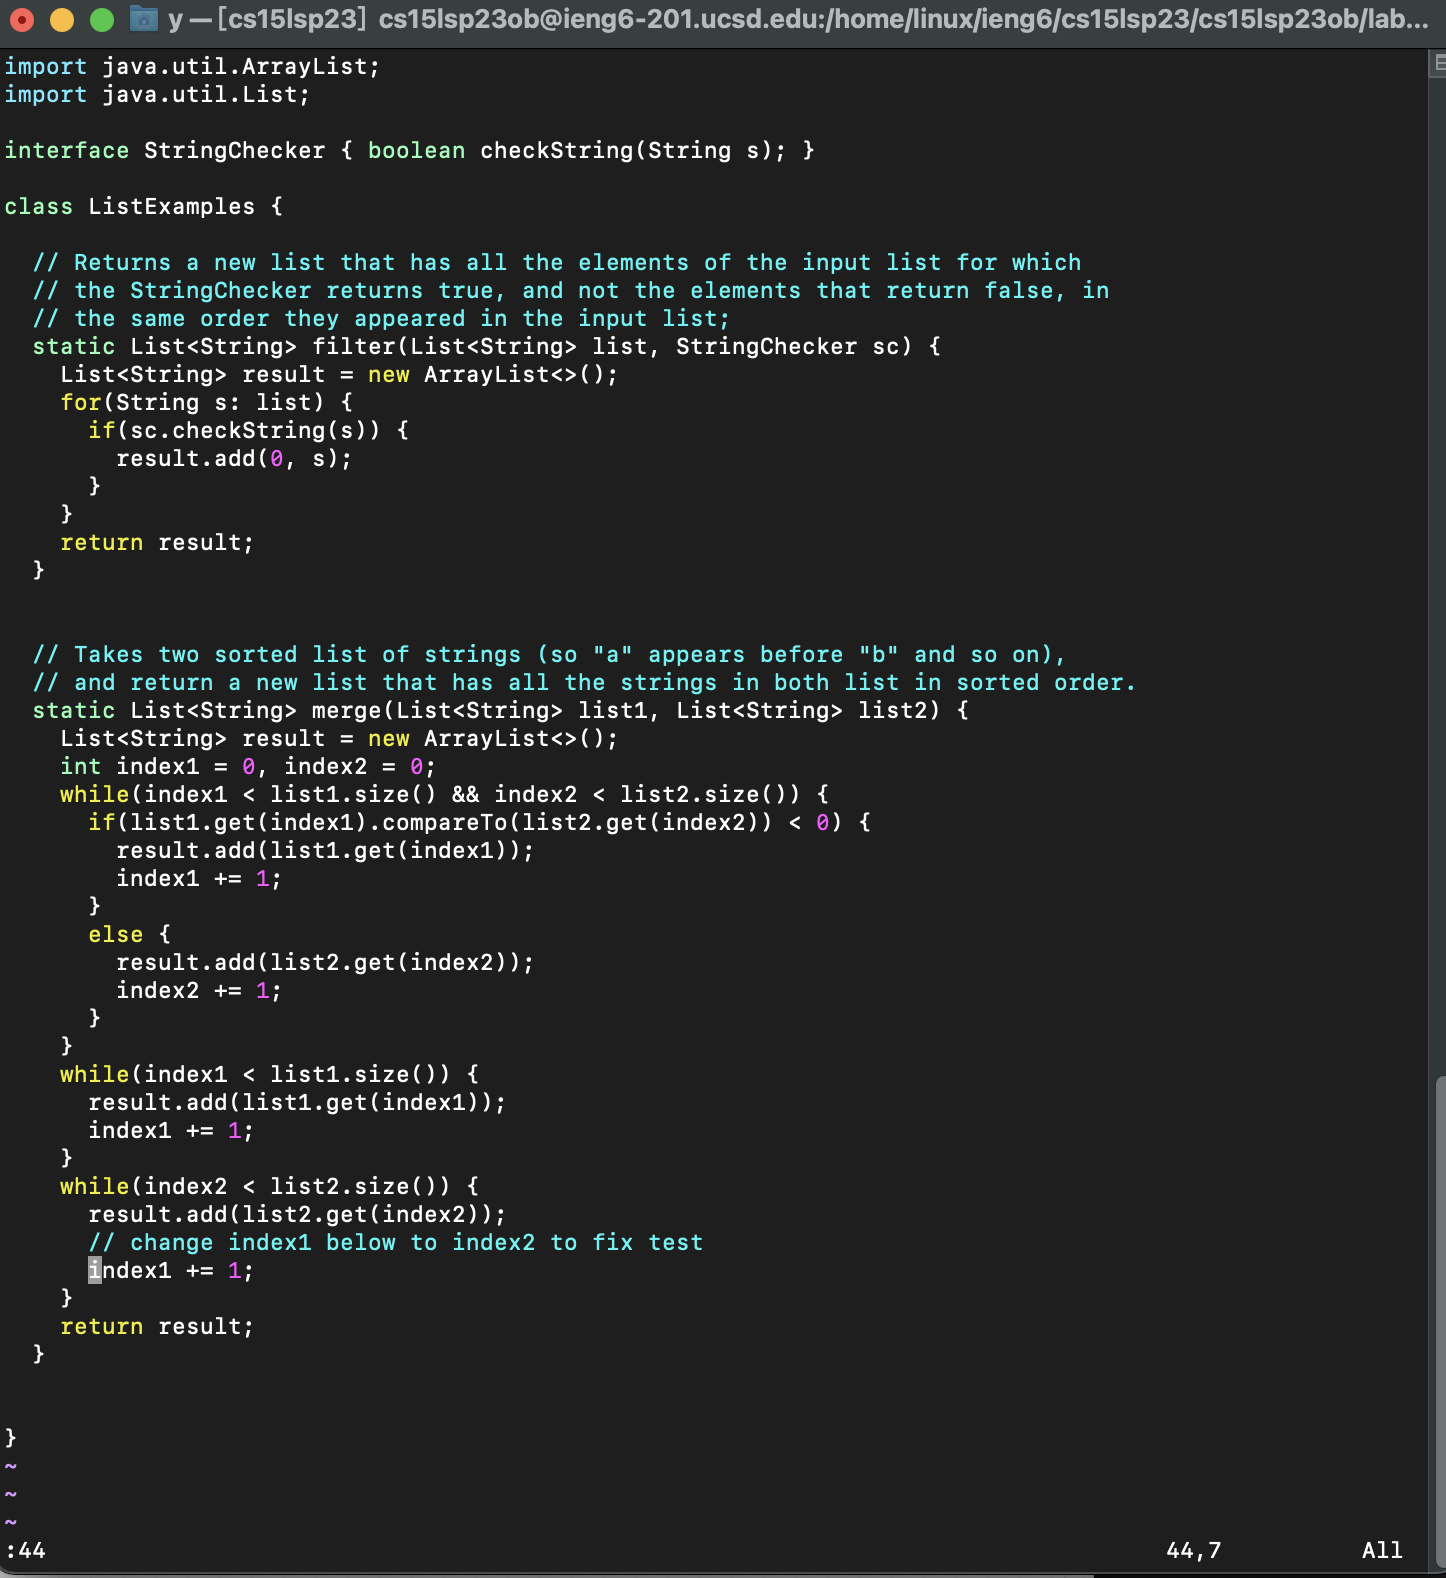 y — [cs15lsp23] cs15lsp23ob@ieng6-201.ucsd.edu:/home/linux/ieng6/cs15lsp23/cs15lsp23ob/lab...
import java.util.ArrayList;
import java.util.List;

interface StringChecker { boolean checkString(String s); }

class ListExamples {

  // Returns a new list that has all the elements of the input list for which
  // the StringChecker returns true, and not the elements that return false, in
  // the same order they appeared in the input list;
  static List<String> filter(List<String> list, StringChecker sc) {
    List<String> result = new ArrayList<>();
    for(String s: list) {
      if(sc.checkString(s)) {
        result.add(0, s);
      }
    }
    return result;
  }


  // Takes two sorted list of strings (so "a" appears before "b" and so on),
  // and return a new list that has all the strings in both list in sorted order.
  static List<String> merge(List<String> list1, List<String> list2) {
    List<String> result = new ArrayList<>();
    int index1 = 0, index2 = 0;
    while(index1 < list1.size() && index2 < list2.size()) {
      if(list1.get(index1).compareTo(list2.get(index2)) < 0) {
        result.add(list1.get(index1));
        index1 += 1;
      }
      else {
        result.add(list2.get(index2));
        index2 += 1;
      }
    }
    while(index1 < list1.size()) {
      result.add(list1.get(index1));
      index1 += 1;
    }
    while(index2 < list2.size()) {
      result.add(list2.get(index2));
      // change index1 below to index2 to fix test
      index1 += 1;
    }
    return result;
  }


}
~
~
~
:44 44,7 All